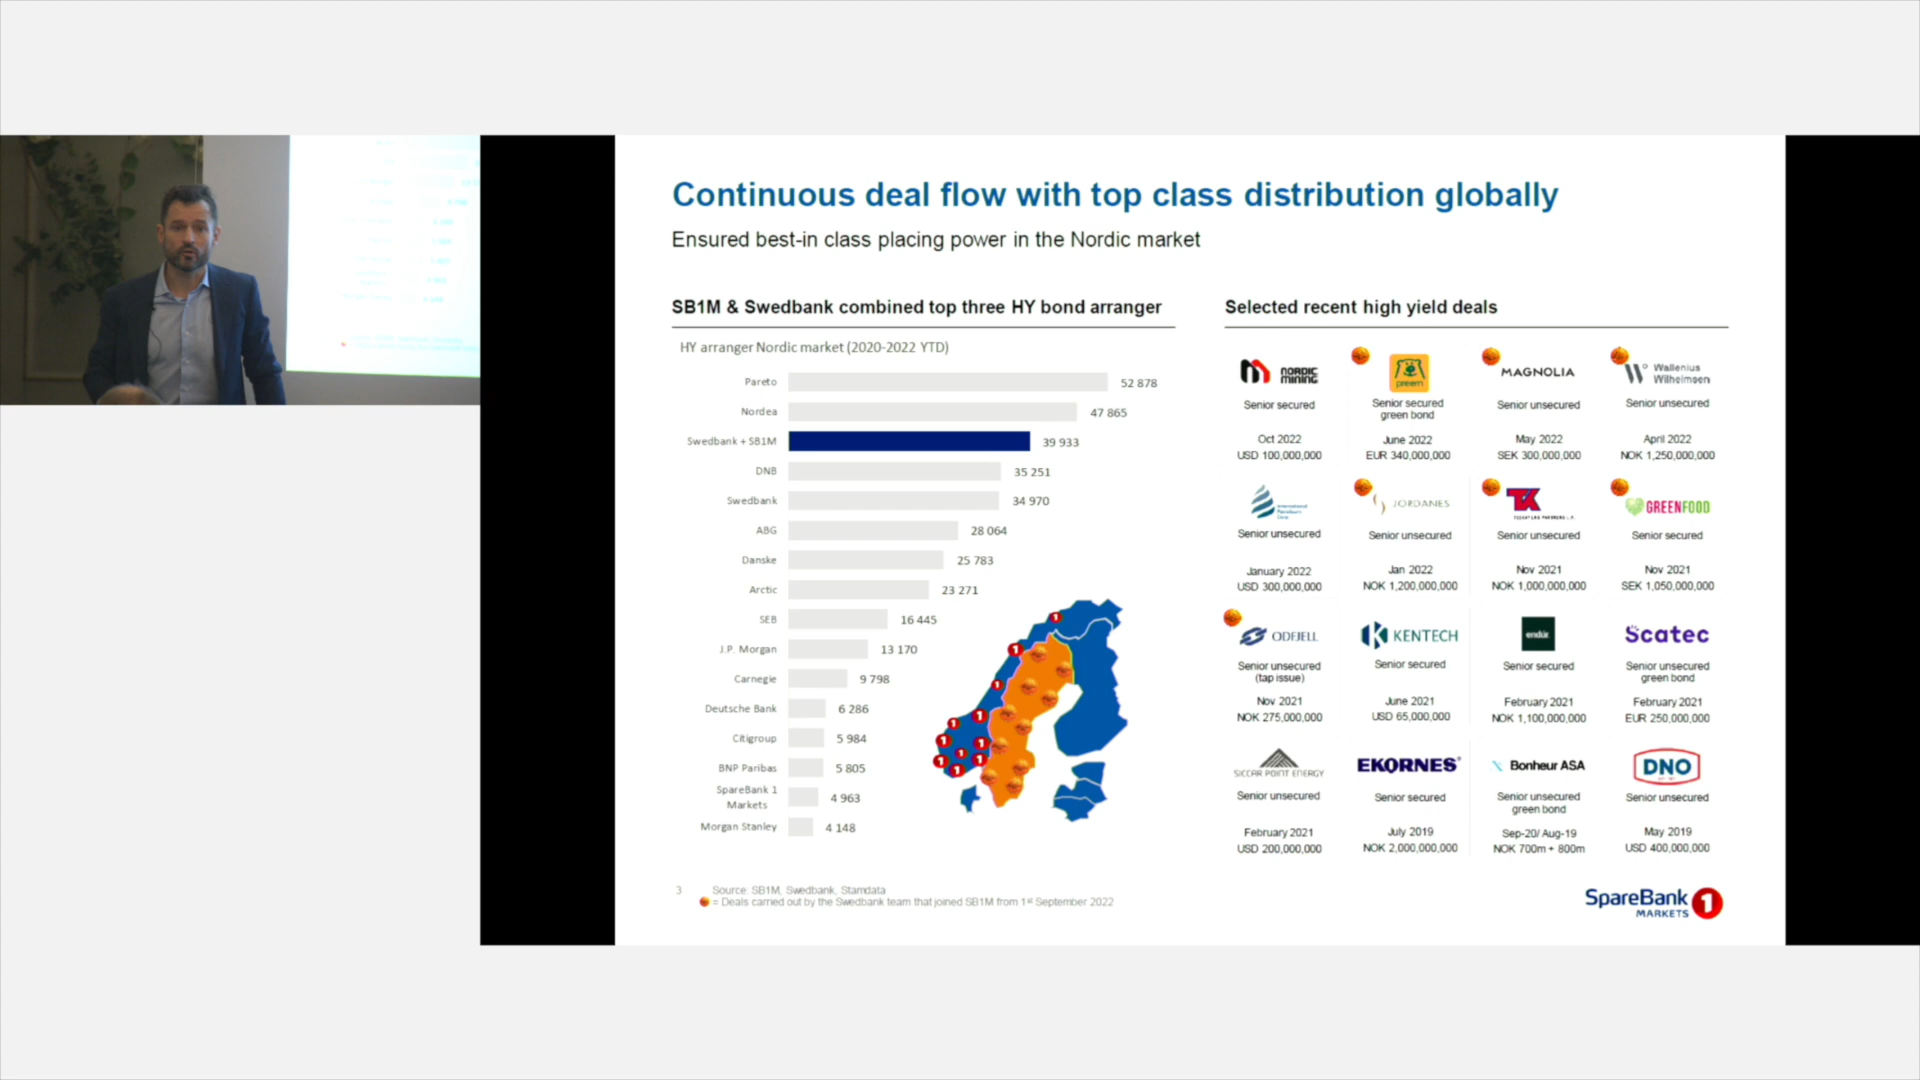 Continuous deal flow with top class distribution globally
Ensured best-in class placing power in the Nordic market
SB1M & Swedbank combined top three HY bond arranger
HY arranger Nordic market (2020-2022 YTD)
Pareto 52 878
Nordea 47 865
Swedbank + SB1M 39 933
DNB 35 251
Swedbank 34 970
ABG 28 064
Danske 25 783
Arctic 23 271
SEB 16 445
J.P. Morgan 13 170
Carnegie 9 798
Deutsche Bank 6 286
Citigroup 5 984
BNP Paribas 5 805
SpareBank 1
Markets 4 963
Morgan Stanley 4 148
Selected recent high yield deals
NORDIC
MINING
Senior secured
Oct 2022
USD 100,000,000
preem
Senior secured
green bond
June 2022
EUR 340,000,000
MAGNOLIA
Senior unsecured
May 2022
SEK 300,000,000
Wallenius
Wilhelmsen
Senior unsecured
April 2022
NOK 1,250,000,000
International
Petroleum
Corp
Senior unsecured
January 2022
USD 300,000,000
JORDANES
Senior unsecured
Jan 2022
NOK 1,200,000,000
TK
Senior unsecured
Nov 2021
NOK 1,000,000,000
GREENFOOD
Senior secured
Nov 2021
SEK 1,050,000,000
ODFJELL
Senior unsecured
(tap issue)
Nov 2021
NOK 275,000,000
KENTECH
Senior secured
June 2021
USD 65,000,000
endúr
Senior secured
February 2021
NOK 1,100,000,000
Scatec
Senior unsecured
green bond
February 2021
EUR 250,000,000
SICCAR POINT ENERGY
Senior unsecured
February 2021
USD 200,000,000
EKORNES
Senior secured
July 2019
NOK 2,000,000,000
Bonheur ASA
Senior unsecured
green bond
Sep-20/ Aug-19
NOK 700m + 800m
DNO
Senior unsecured
May 2019
USD 400,000,000
3 Source: SB1M, Swedbank, Stamdata
= Deals carried out by the Swedbank team that joined SB1M from 1st September 2022
SpareBank 1
MARKETS